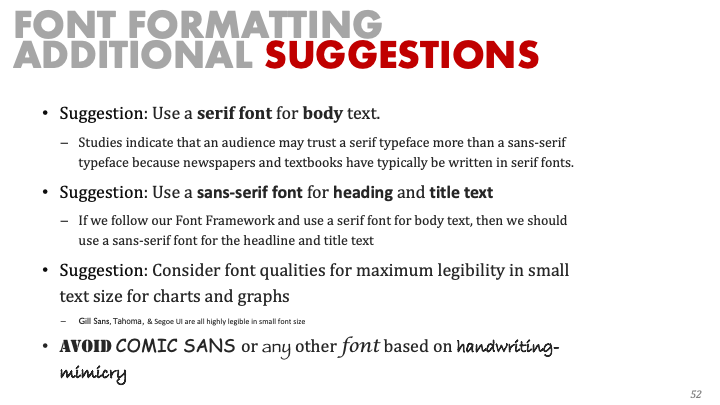 FONT FORMATTING
ADDITIONAL SUGGESTIONS
• Suggestion: Use a serif font for body text.
– Studies indicate that an audience may trust a serif typeface more than a sans-serif
typeface because newspapers and textbooks have typically be written in serif fonts.
• Suggestion: Use a sans-serif font for heading and title text
– If we follow our Font Framework and use a serif font for body text, then we should
use a sans-serif font for the headline and title text
• Suggestion: Consider font qualities for maximum legibility in small
text size for charts and graphs
– Gill Sans, Tahoma, & Segoe UI are all highly legible in small font size
• AVOID COMIC SANS or any other font based on handwriting-
mimicry
52